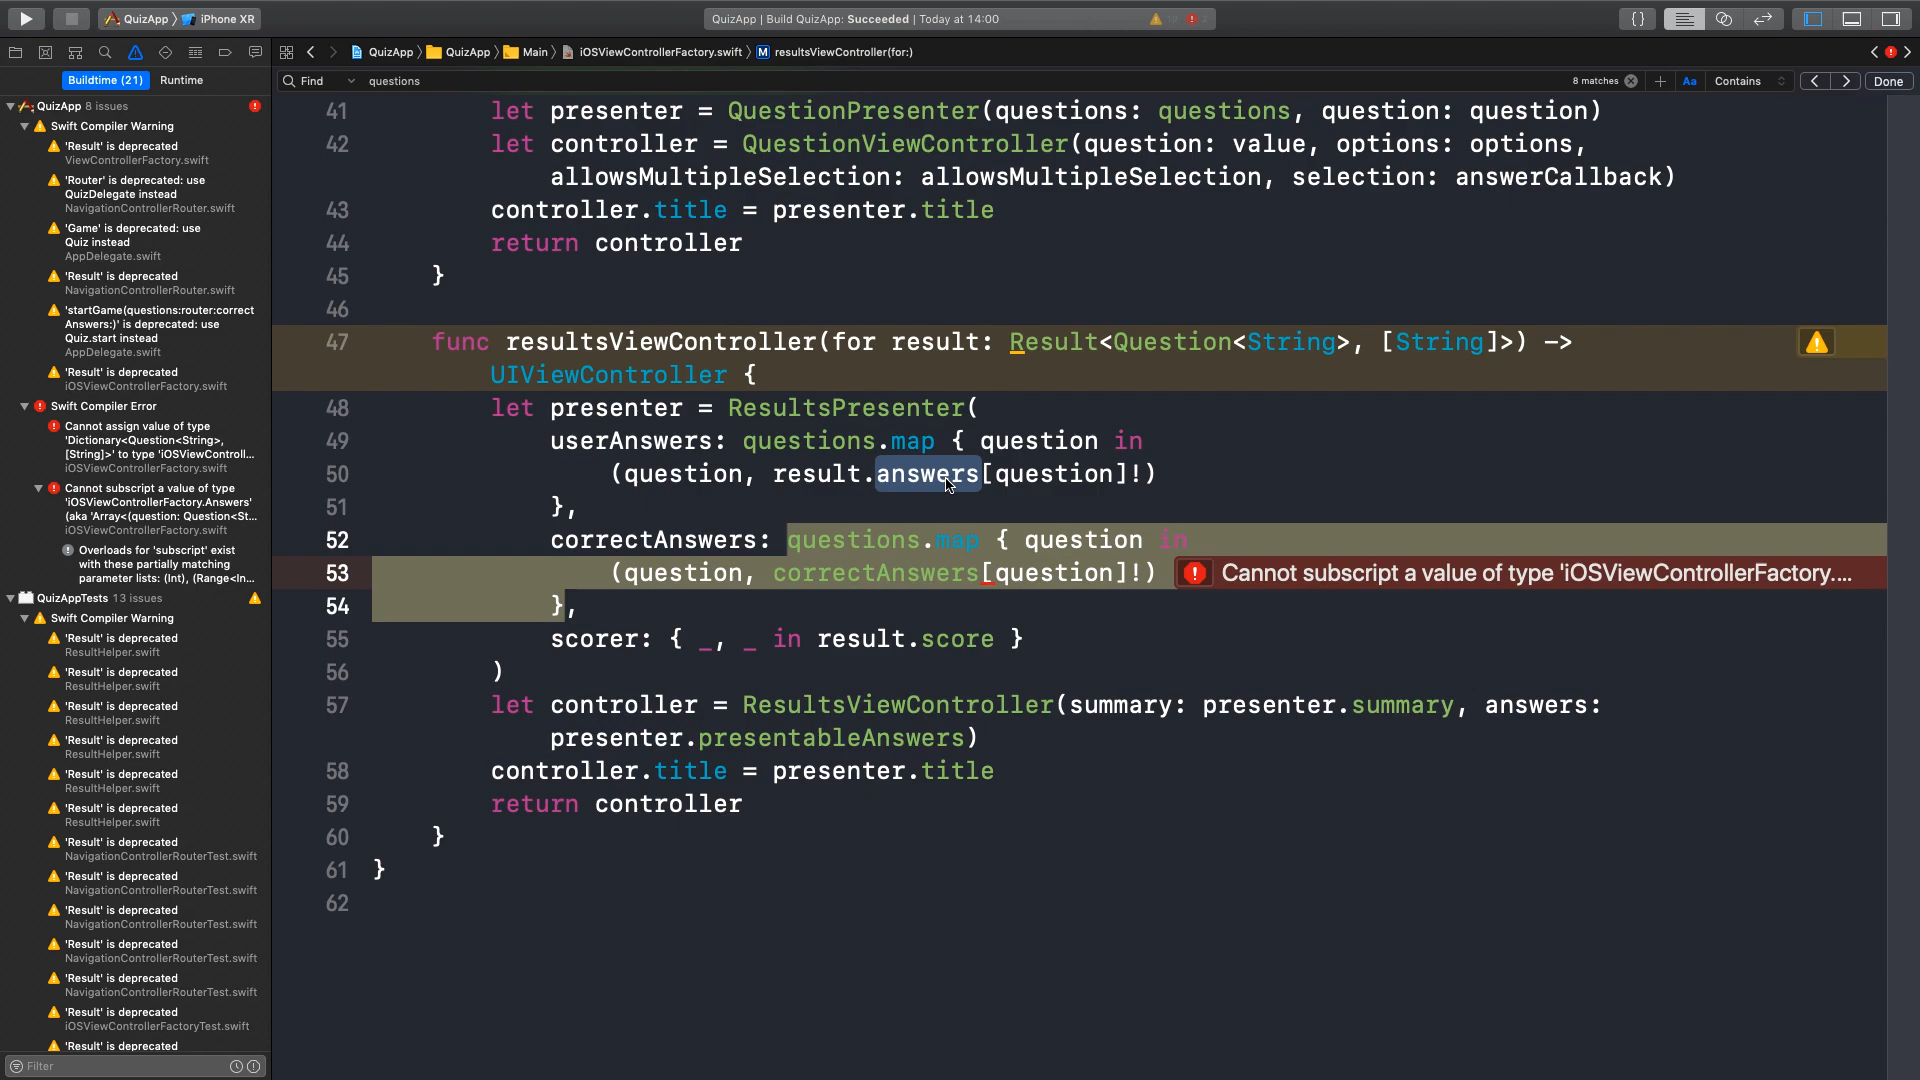 QuizApp 〉 iPhone XR
QuizApp | Build QuizApp: Succeeded | Today at 14:00
QuizApp 〉 QuizApp 〉 Main 〉 iOSViewControllerFactory.swift 〉 M resultsViewController(for:)
Buildtime (21) Runtime
Find questions 8 matches Aa Contains Done
QuizApp 8 issues
Swift Compiler Warning
'Result' is deprecated
ViewControllerFactory.swift
'Router' is deprecated: use
QuizDelegate instead
NavigationControllerRouter.swift
'Game' is deprecated: use
Quiz instead
AppDelegate.swift
'Result' is deprecated
NavigationControllerRouter.swift
'startGame(questions:router:correct
Answers:)' is deprecated: use
Quiz.start instead
AppDelegate.swift
'Result' is deprecated
iOSViewControllerFactory.swift
Swift Compiler Error
Cannot assign value of type
'Dictionary<Question<String>,
[String]>' to type 'iOSViewControll...
iOSViewControllerFactory.swift
Cannot subscript a value of type
'iOSViewControllerFactory.Answers'
(aka 'Array<(question: Question<St...
iOSViewControllerFactory.swift
Overloads for 'subscript' exist
with these partially matching
parameter lists: (Int), (Range<In...
QuizAppTests 13 issues
Swift Compiler Warning
'Result' is deprecated
ResultHelper.swift
'Result' is deprecated
ResultHelper.swift
'Result' is deprecated
ResultHelper.swift
'Result' is deprecated
ResultHelper.swift
'Result' is deprecated
ResultHelper.swift
'Result' is deprecated
ResultHelper.swift
'Result' is deprecated
NavigationControllerRouterTest.swift
'Result' is deprecated
NavigationControllerRouterTest.swift
'Result' is deprecated
NavigationControllerRouterTest.swift
'Result' is deprecated
NavigationControllerRouterTest.swift
'Result' is deprecated
NavigationControllerRouterTest.swift
'Result' is deprecated
iOSViewControllerFactoryTest.swift
'Result' is deprecated
Filter
41 let presenter = QuestionPresenter(questions: questions, question: question)
42 let controller = QuestionViewController(question: value, options: options,
allowsMultipleSelection: allowsMultipleSelection, selection: answerCallback)
43 controller.title = presenter.title
44 return controller
45 }
46
47 func resultsViewController(for result: Result<Question<String>, [String]>) ->
UIViewController {
48 let presenter = ResultsPresenter(
49 userAnswers: questions.map { question in
50 (question, result.answers[question]!)
51 },
52 correctAnswers: questions.map { question in
53 (question, correctAnswers[question]!) Cannot subscript a value of type 'iOSViewControllerFactory....
54 },
55 scorer: { _, _ in result.score }
56 )
57 let controller = ResultsViewController(summary: presenter.summary, answers:
presenter.presentableAnswers)
58 controller.title = presenter.title
59 return controller
60 }
61 }
62